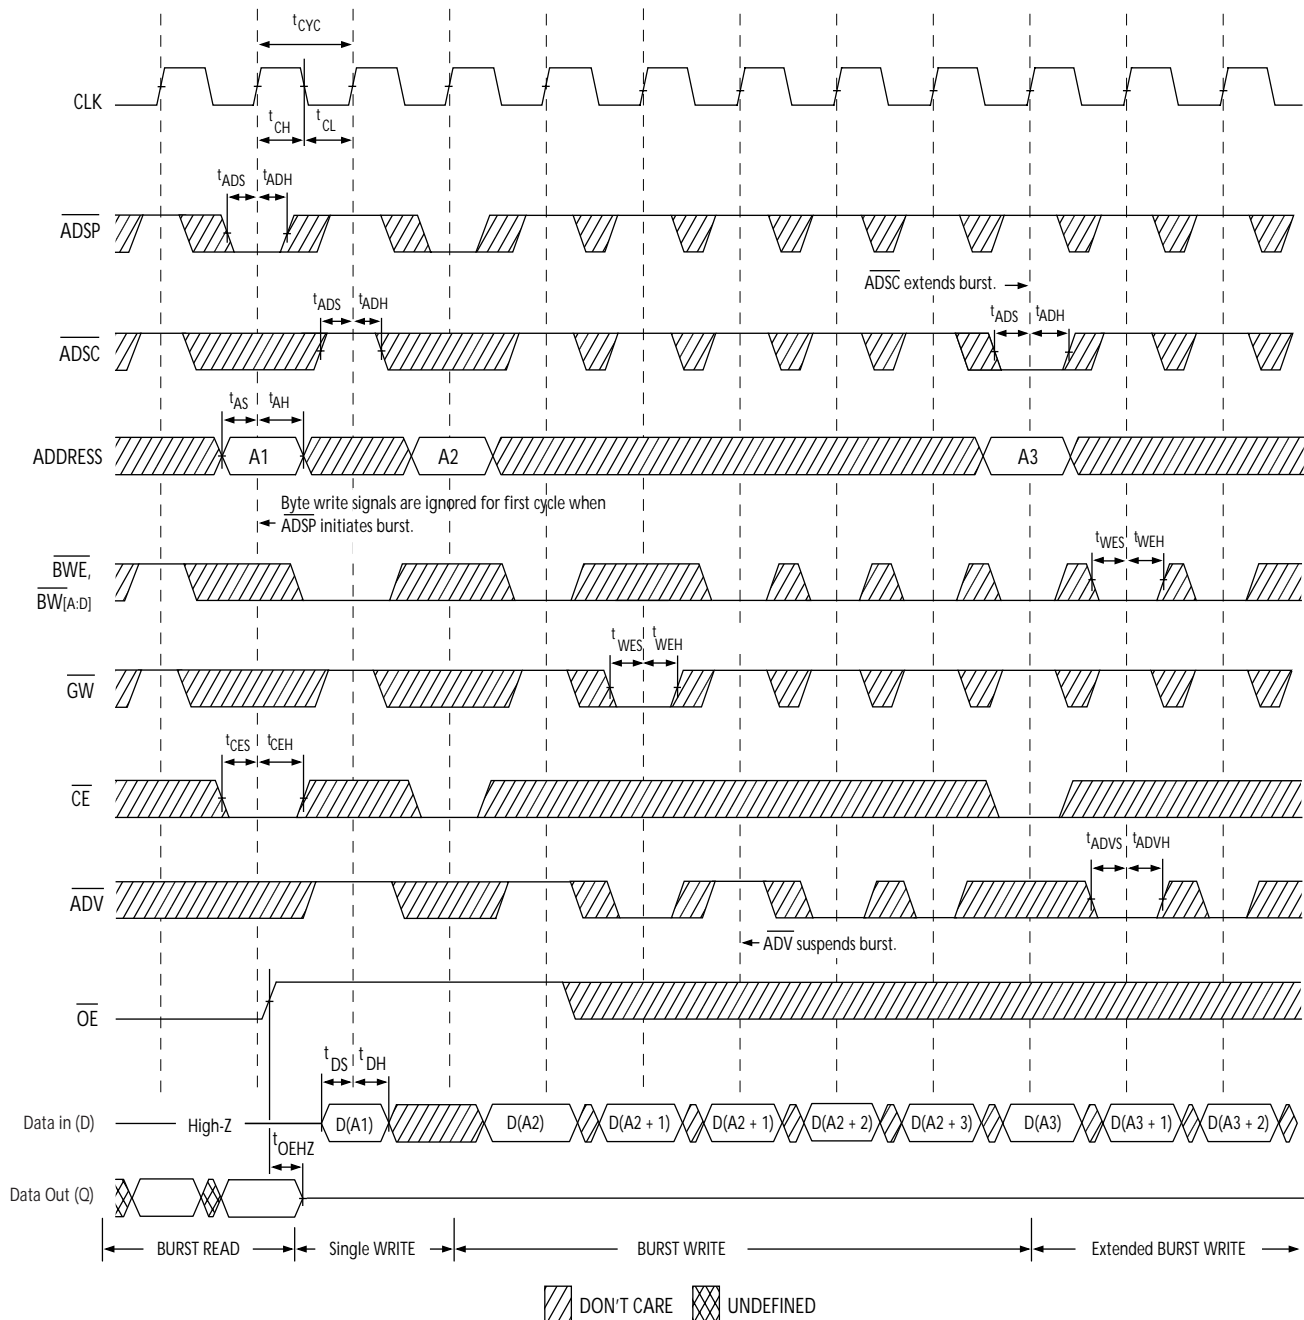 tCYC
CLK
tCH
tCL
tADS
tADH
ADSP
ADSC extends burst.
tADS
tADH
tADS
tADH
ADSC
tAS
tAH
ADDRESS
A1
A2
A3
Byte write signals are ignored for first cycle when
ADSP initiates burst.
BWE,
BW[A:D]
tWES
tWEH
tWES
tWEH
GW
tCES
tCEH
CE
tADVS
tADVH
ADV
ADV suspends burst.
OE
tDS
tDH
Data in (D)
High-Z
D(A1)
D(A2)
D(A2 + 1)
D(A2 + 1)
D(A2 + 2)
D(A2 + 3)
D(A3)
D(A3 + 1)
D(A3 + 2)
tOEHZ
Data Out (Q)
BURST READ
Single WRITE
BURST WRITE
Extended BURST WRITE
DON'T CARE
UNDEFINED